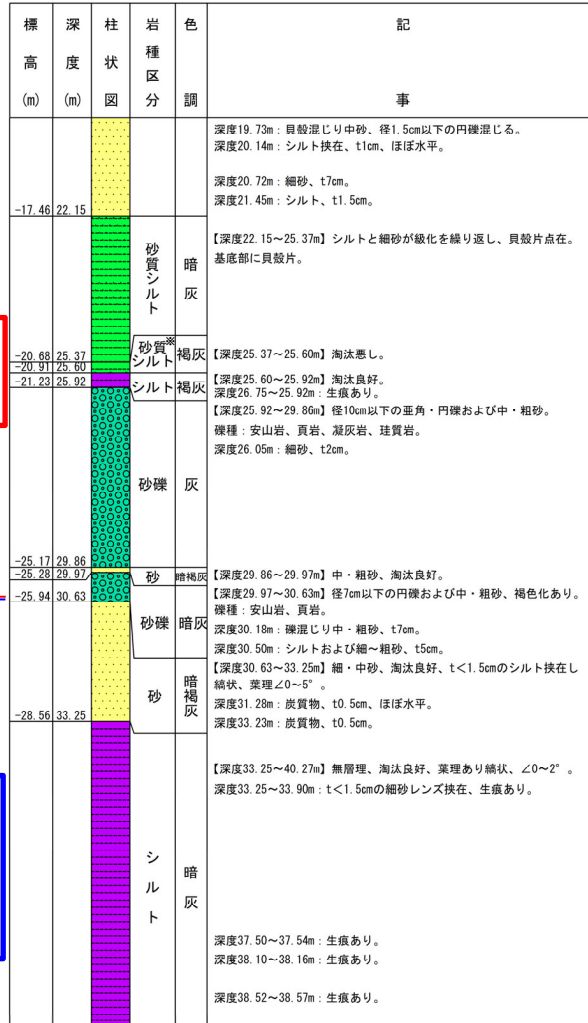 標高(m) 深度(m) 柱状図 岩種区分 色調 記事
深度19.73m：貝殻混じり中砂、径1.5cm以下の円礫混じる。
深度20.14m：シルト挟在、t1cm、ほぼ水平。
深度20.72m：細砂、t7cm。
深度21.45m：シルト、t1.5cm。
-17.46 22.15
砂質シルト 暗灰
【深度22.15～25.37m】シルトと細砂が級化を繰り返し、貝殻片点在。
基底部に貝殻片。
-20.68 25.37 砂質※シルト 褐灰 【深度25.37～25.60m】淘汰悪し。
-20.91 25.60
-21.23 25.92 シルト 褐灰 【深度25.60～25.92m】淘汰良好。
深度26.75～25.92m：生痕あり。
砂礫 灰
【深度25.92～29.86m】径10cm以下の亜角・円礫および中・粗砂。
礫種：安山岩、頁岩、凝灰岩、珪質岩。
深度26.05m：細砂、t2cm。
-25.17 29.86
-25.28 29.97 砂 暗褐灰 【深度29.86～29.97m】中・粗砂、淘汰良好。
-25.94 30.63
砂礫 暗灰
【深度29.97～30.63m】径7cm以下の円礫および中・粗砂、褐色化あり。
礫種：安山岩、頁岩。
深度30.18m：礫混じり中・粗砂、t7cm。
深度30.50m：シルトおよび細～粗砂、t5cm。
砂 暗褐灰
【深度30.63～33.25m】細・中砂、淘汰良好、t＜1.5cmのシルト挟在し
縞状、葉理∠0～5°。
深度31.28m：炭質物、t0.5cm、ほぼ水平。
-28.56 33.25
深度33.23m：炭質物、t0.5cm。
シルト 暗灰
【深度33.25～40.27m】無層理、淘汰良好、葉理あり縞状、∠0～2°。
深度33.25～33.90m：t＜1.5cmの細砂レンズ挟在、生痕あり。
深度37.50～37.54m：生痕あり。
深度38.10～38.16m：生痕あり。
深度38.52～38.57m：生痕あり。